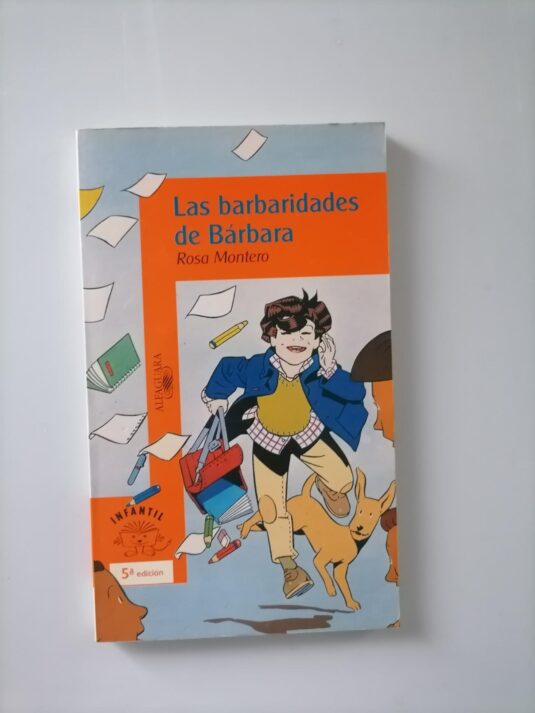 Las barbaridades
de Bárbara
Rosa Montero
ALFAGUARA
INFANTIL
5ª edición